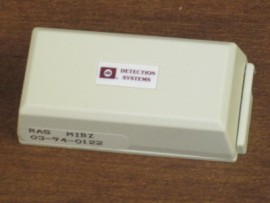 DETECTION
SYSTEMS
RAS MIBZ
03-94-0122